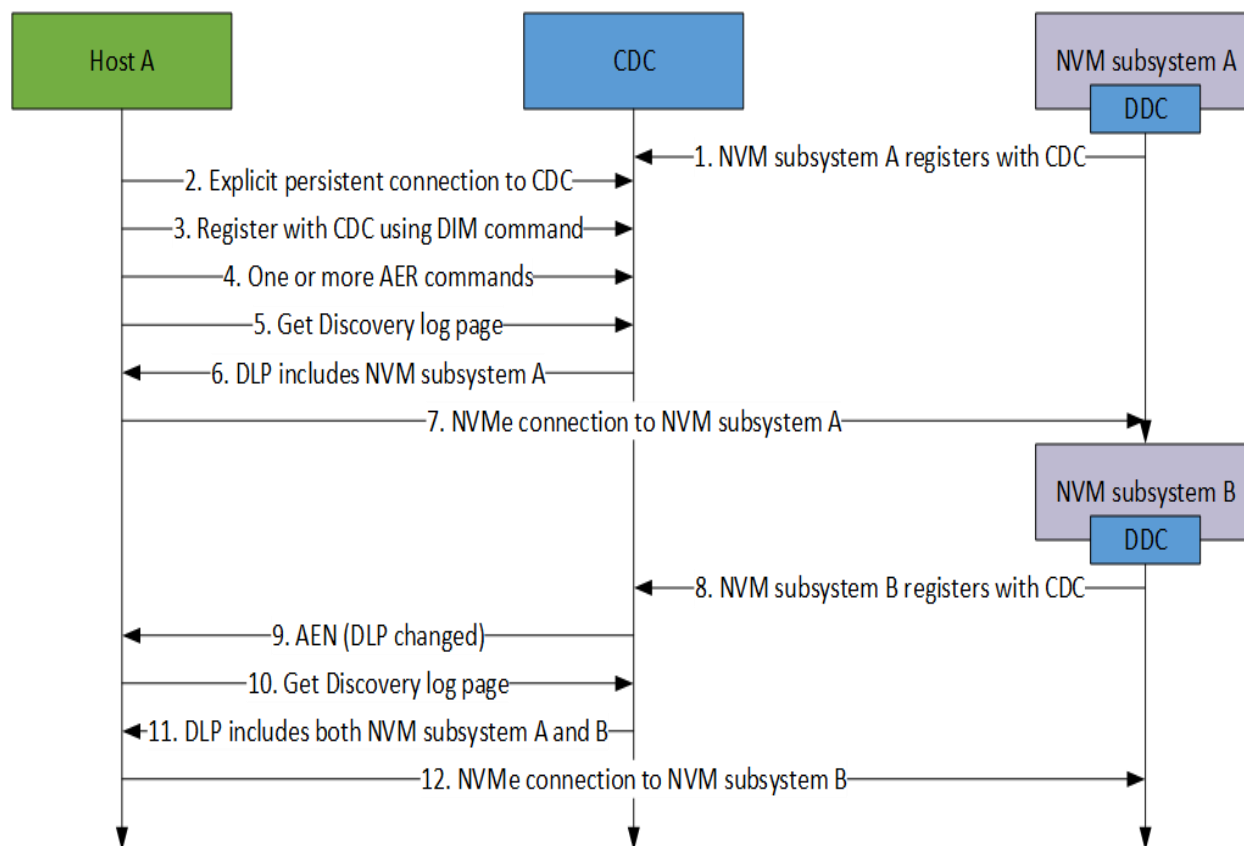 Host A
CDC
NVM subsystem A
DDC
1. NVM subsystem A registers with CDC
2. Explicit persistent connection to CDC
3. Register with CDC using DIM command
4. One or more AER commands
5. Get Discovery log page
6. DLP includes NVM subsystem A
7. NVMe connection to NVM subsystem A
NVM subsystem B
DDC
8. NVM subsystem B registers with CDC
9. AEN (DLP changed)
10. Get Discovery log page
11. DLP includes both NVM subsystem A and B
12. NVMe connection to NVM subsystem B